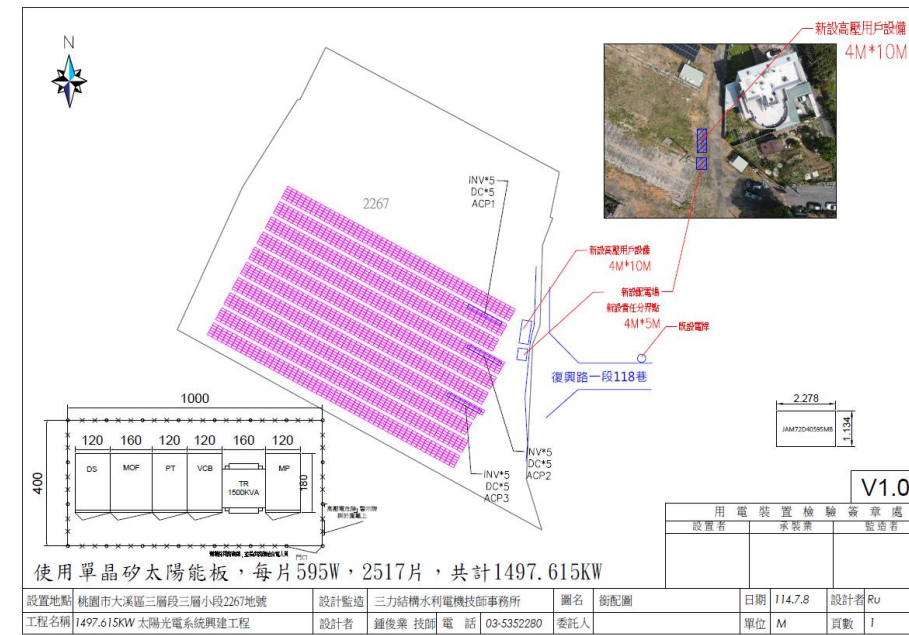 新設高壓用戶設備
4M*10M
N
INV*5
DC*5
ACP1
2267
新設高壓用戶設備
4M*10M
新設配電場
新設責任分界點
4M*5M
既設電桿
復興路一段118巷
2.278
JAM72D40595MB
1.134
1000
120 160 120 120 160 120
400
DS MOF PT VCB TR 1500KVA MP
180
INV*5
DC*5
ACP2
INV*5
DC*5
ACP3
門口
V1.0
使用單晶矽太陽能板，每片595W，2517片，共計1497.615KW
用電裝置檢驗簽章處
設置者 承裝業 監造者
設置地點 桃園市大溪區三層段三層小段2267地號 設計監造 三力結構水利電機技師事務所 圖名 銜配圖 日期 114.7.8 設計者 Ru
工程名稱 1497.615KW 太陽光電系統興建工程 設計者 鍾俊業 技師 電話 03-5352280 委託人 單位 M 頁數 1